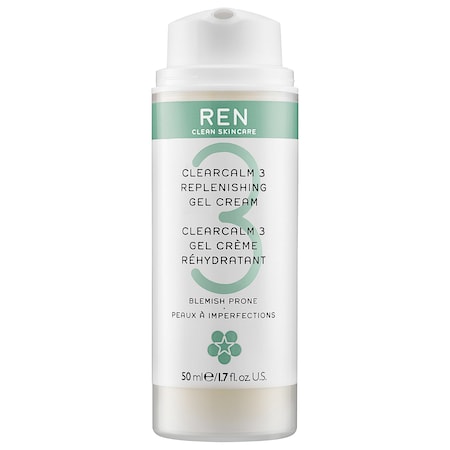 REN
CLEAN SKINCARE
3
CLEARCALM 3
REPLENISHING
GEL CREAM
CLEARCALM 3
GEL CRÈME
RÉHYDRATANT
BLEMISH PRONE
+
PEAUX À IMPERFECTIONS
50 ml ℮/1.7 fl. oz. U.S.